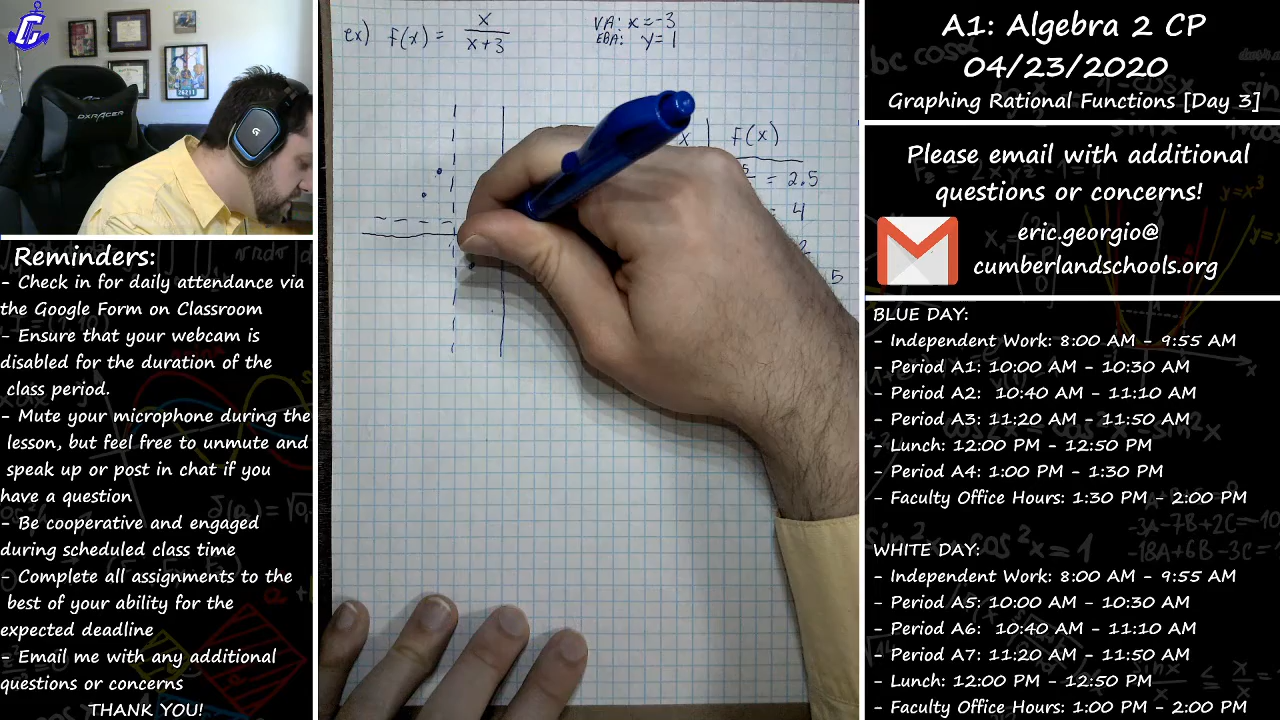 Reminders:
- Check in for daily attendance via
the Google Form on Classroom
- Ensure that your webcam is
disabled for the duration of the
class period.
- Mute your microphone during the
lesson, but feel free to unmute and
speak up or post in chat if you
have a question
- Be cooperative and engaged
during scheduled class time
- Complete all assignments to the
best of your ability for the
expected deadline
- Email me with any additional
questions or concerns
THANK YOU!
ex) f(x) = x / x+3
VA: x = -3
EBA: y = 1
x f(x)
= 2.5
= 4
2
5
A1: Algebra 2 CP
04/23/2020
Graphing Rational Functions [Day 3]
Please email with additional
questions or concerns!
eric.georgio@
cumberlandschools.org
BLUE DAY:
- Independent Work: 8:00 AM - 9:55 AM
- Period A1: 10:00 AM - 10:30 AM
- Period A2: 10:40 AM - 11:10 AM
- Period A3: 11:20 AM - 11:50 AM
- Lunch: 12:00 PM - 12:50 PM
- Period A4: 1:00 PM - 1:30 PM
- Faculty Office Hours: 1:30 PM - 2:00 PM
WHITE DAY:
- Independent Work: 8:00 AM - 9:55 AM
- Period A5: 10:00 AM - 10:30 AM
- Period A6: 10:40 AM - 11:10 AM
- Period A7: 11:20 AM - 11:50 AM
- Lunch: 12:00 PM - 12:50 PM
- Faculty Office Hours: 1:00 PM - 2:00 PM